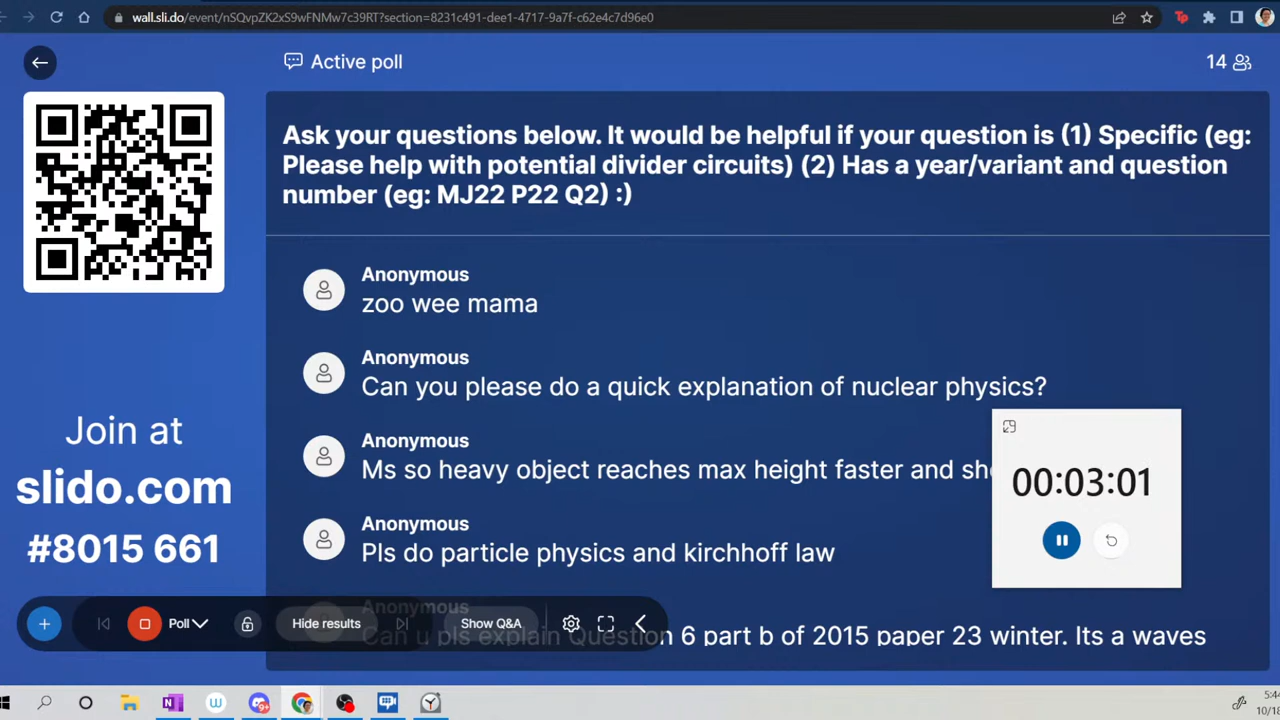 wall.sli.do/event/nSQvpZK2xS9wFNMw7c39RT?section=8231c491-dee1-4717-9a7f-c62e4c7d96e0
Active poll
14
Ask your questions below. It would be helpful if your question is (1) Specific (eg:
Please help with potential divider circuits) (2) Has a year/variant and question
number (eg: MJ22 P22 Q2) :)
Anonymous
zoo wee mama
Anonymous
Can you please do a quick explanation of nuclear physics?
Anonymous
Ms so heavy object reaches max height faster and
00:03:01
Anonymous
Pls do particle physics and kirchhoff law
Join at
slido.com
#8015 661
Anonymous
Can u pls explain Question 6 part b of 2015 paper 23 winter. Its a waves
Poll
Hide results
Show Q&A
9+
5:4
10/18